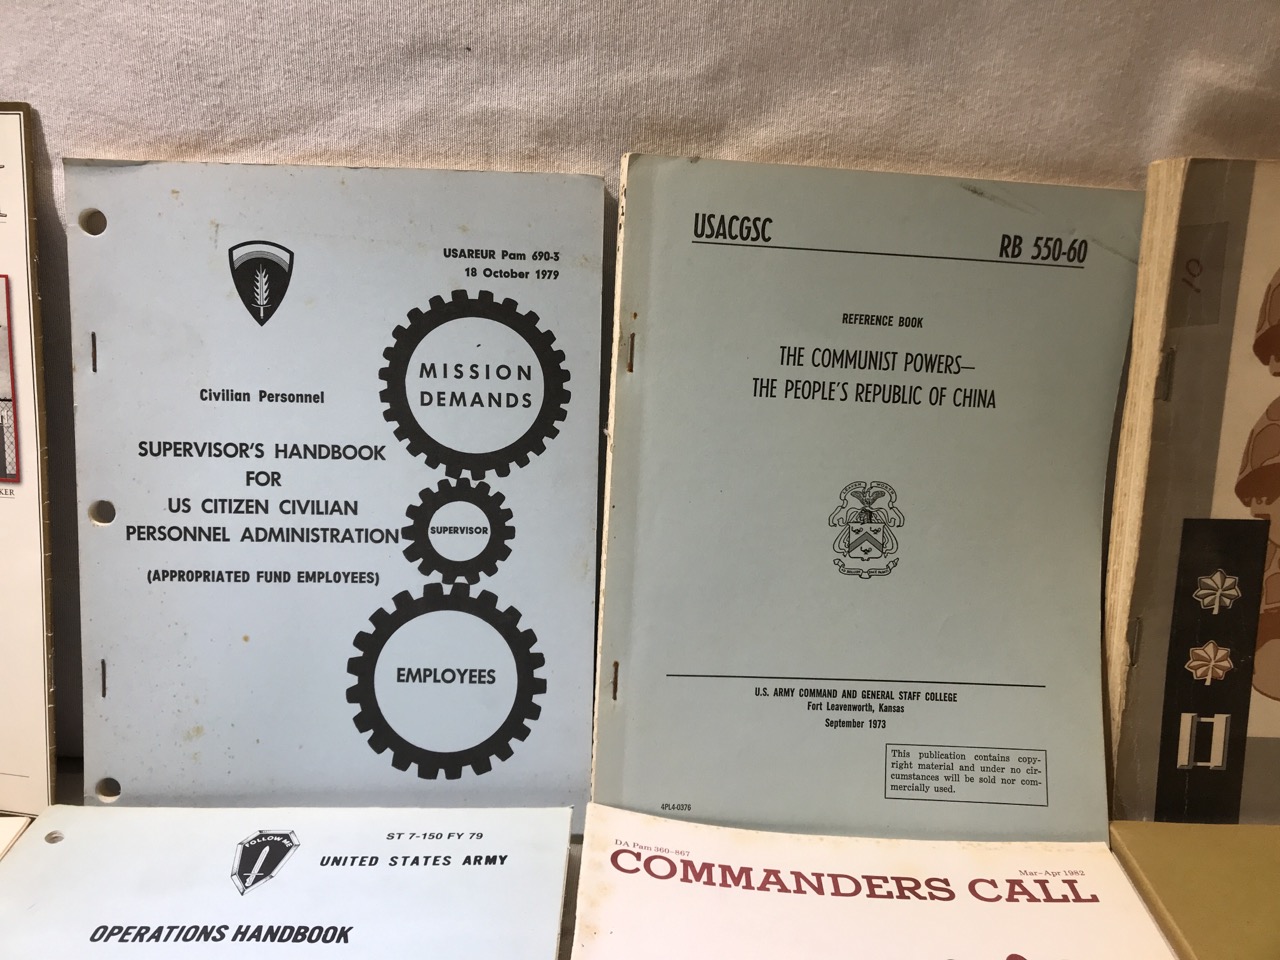 KER
USAREUR Pam 690-3
18 October 1979
MISSION
DEMANDS
Civilian Personnel
SUPERVISOR'S HANDBOOK
FOR
US CITIZEN CIVILIAN
PERSONNEL ADMINISTRATION
(APPROPRIATED FUND EMPLOYEES)
SUPERVISOR
EMPLOYEES
USACGSC
RB 550-60
REFERENCE BOOK
THE COMMUNIST POWERS—
THE PEOPLE'S REPUBLIC OF CHINA
U.S. ARMY COMMAND AND GENERAL STAFF COLLEGE
Fort Leavenworth, Kansas
September 1973
This publication contains copy-
right material and under no cir-
cumstances will be sold nor com-
mercially used.
4PL4-0376
10
FOLLOW ME
ST 7-150 FY 79
UNITED STATES ARMY
OPERATIONS HANDBOOK
DA Pam 360-867
Mar-Apr 1982
COMMANDERS CALL